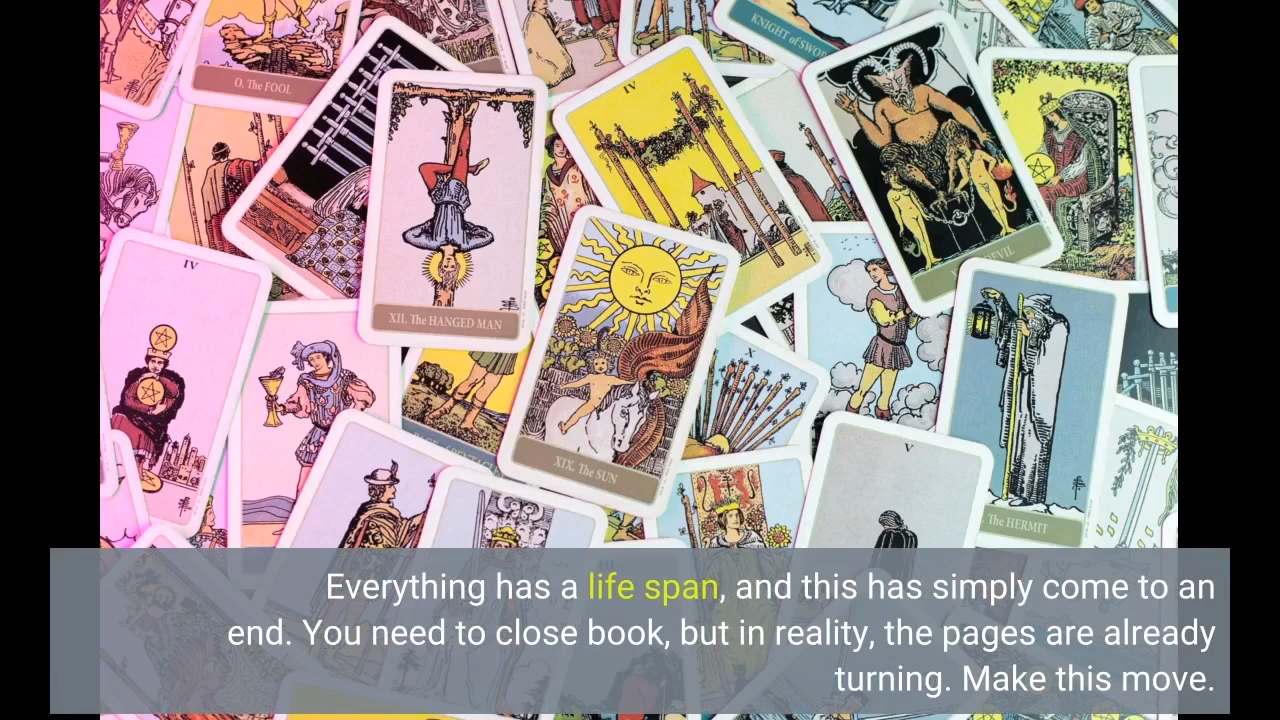 KNIGHT of SWOR
O. The FOOL
IV
IV
XII. The HANGED MAN
EVIL
X
XIX. The SUN
V
The HERMIT
Everything has a life span, and this has simply come to an
end. You need to close book, but in reality, the pages are already
turning. Make this move.